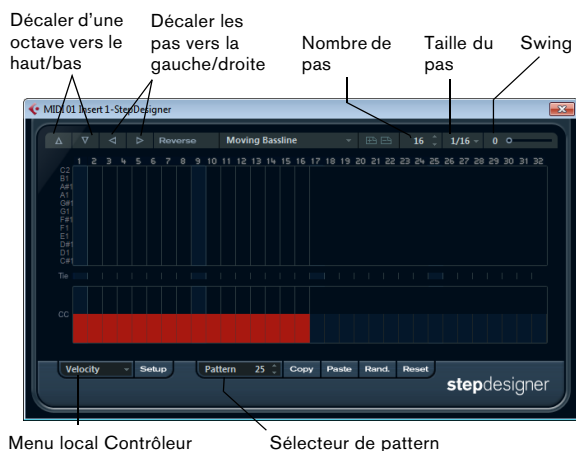 Décaler d'une
octave vers le
haut/bas
Décaler les
pas vers la
gauche/droite
Nombre de
pas
Taille du
pas
Swing
MIDI 01 Insert 1-StepDesigner
Reverse Moving Bassline 16 1/16 0
1 2 3 4 5 6 7 8 9 10 11 12 13 14 15 16 17 18 19 20 21 22 23 24 25 26 27 28 29 30 31 32
C2
B1
A#1
A1
G#1
G1
F#1
F1
E1
D#1
D1
C#1
Tie
CC
Velocity Setup Pattern 25 Copy Paste Rand. Reset
stepdesigner
Menu local Contrôleur
Sélecteur de pattern